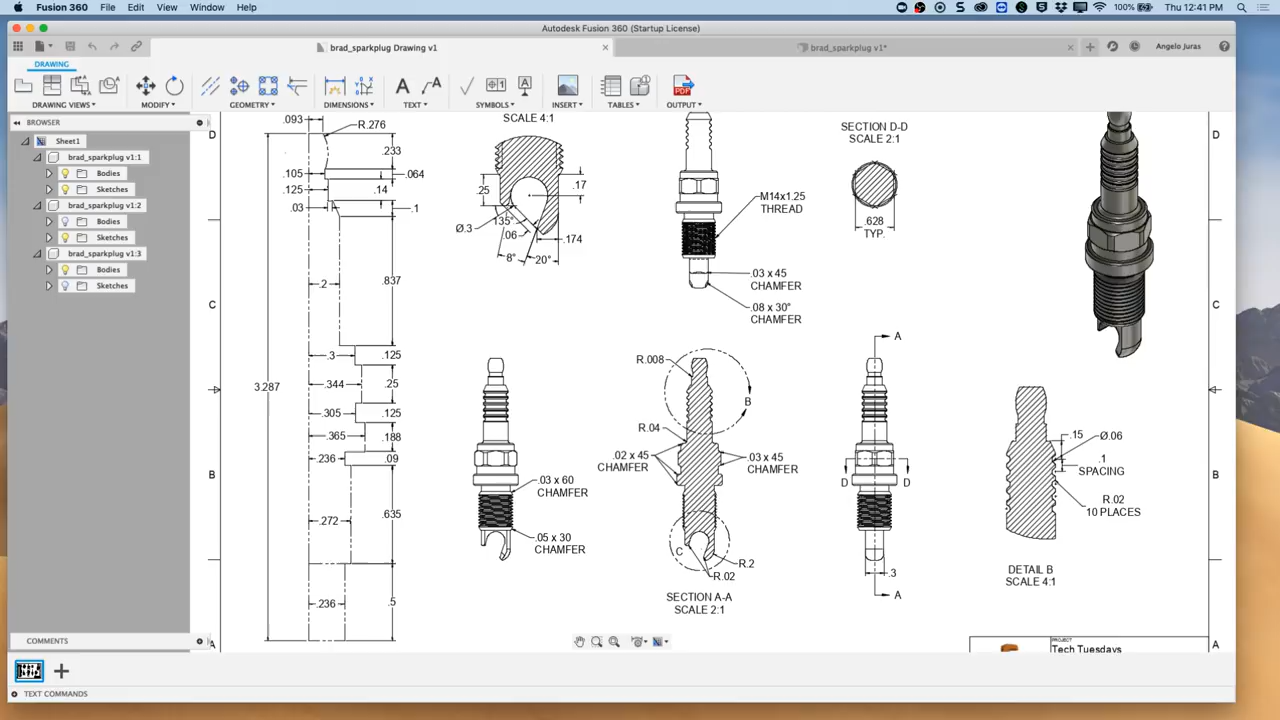 Fusion 360 File Edit View Window Help 100% Thu 12:41 PM
Autodesk Fusion 360 (Startup License)
brad_sparkplug Drawing v1 brad_sparkplug v1* Angelo Juras
DRAWING
DRAWING VIEWS MODIFY GEOMETRY DIMENSIONS TEXT SYMBOLS INSERT TABLES OUTPUT
BROWSER
Sheet1
brad_sparkplug v1:1
Bodies
Sketches
brad_sparkplug v1:2
Bodies
Sketches
brad_sparkplug v1:3
Bodies
Sketches
D
C
B
A
.093
R.276
.233
.105
.064
.125
.14
.03
.1
.2
.837
.3
.125
.344
.25
3.287
.305
.125
.365
.188
.236
.09
.272
.635
.236
.5
SCALE 4:1
.25
.17
Ø.3
135°
.06
.174
8°
20°
M14x1.25
THREAD
.03 x 45
CHAMFER
.08 x 30°
CHAMFER
SECTION D-D
SCALE 2:1
.628
TYP.
.03 x 60
CHAMFER
.05 x 30
CHAMFER
R.008
B
R.04
.02 x 45
CHAMFER
.03 x 45
CHAMFER
C
R.2
R.02
SECTION A-A
SCALE 2:1
A
D
D
.3
A
.15
Ø.06
.1
SPACING
R.02
10 PLACES
DETAIL B
SCALE 4:1
D
C
B
A
PROJECT
Tech Tuesdays
COMMENTS
TEXT COMMANDS